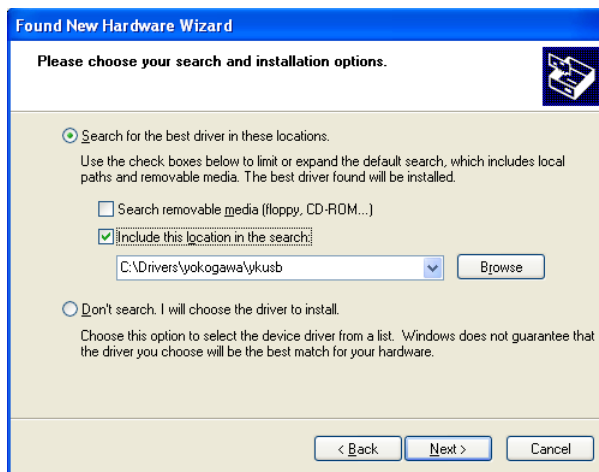 Found New Hardware Wizard
Please choose your search and installation options.
Search for the best driver in these locations.
Use the check boxes below to limit or expand the default search, which includes local
paths and removable media. The best driver found will be installed.
Search removable media (floppy, CD-ROM...)
Include this location in the search:
C:\Drivers\yokogawa\ykusb
Browse
Don't search. I will choose the driver to install.
Choose this option to select the device driver from a list. Windows does not guarantee that
the driver you choose will be the best match for your hardware.
< Back Next > Cancel